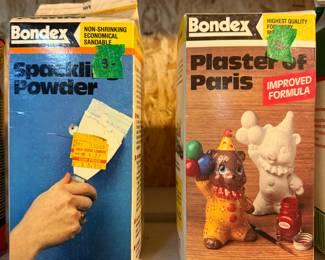 Bondex
NON-SHRINKING
ECONOMICAL
SANDABLE
Spackling
Powder
Bondex
HIGHEST QUALITY
Plaster of
Paris
IMPROVED
FORMULA